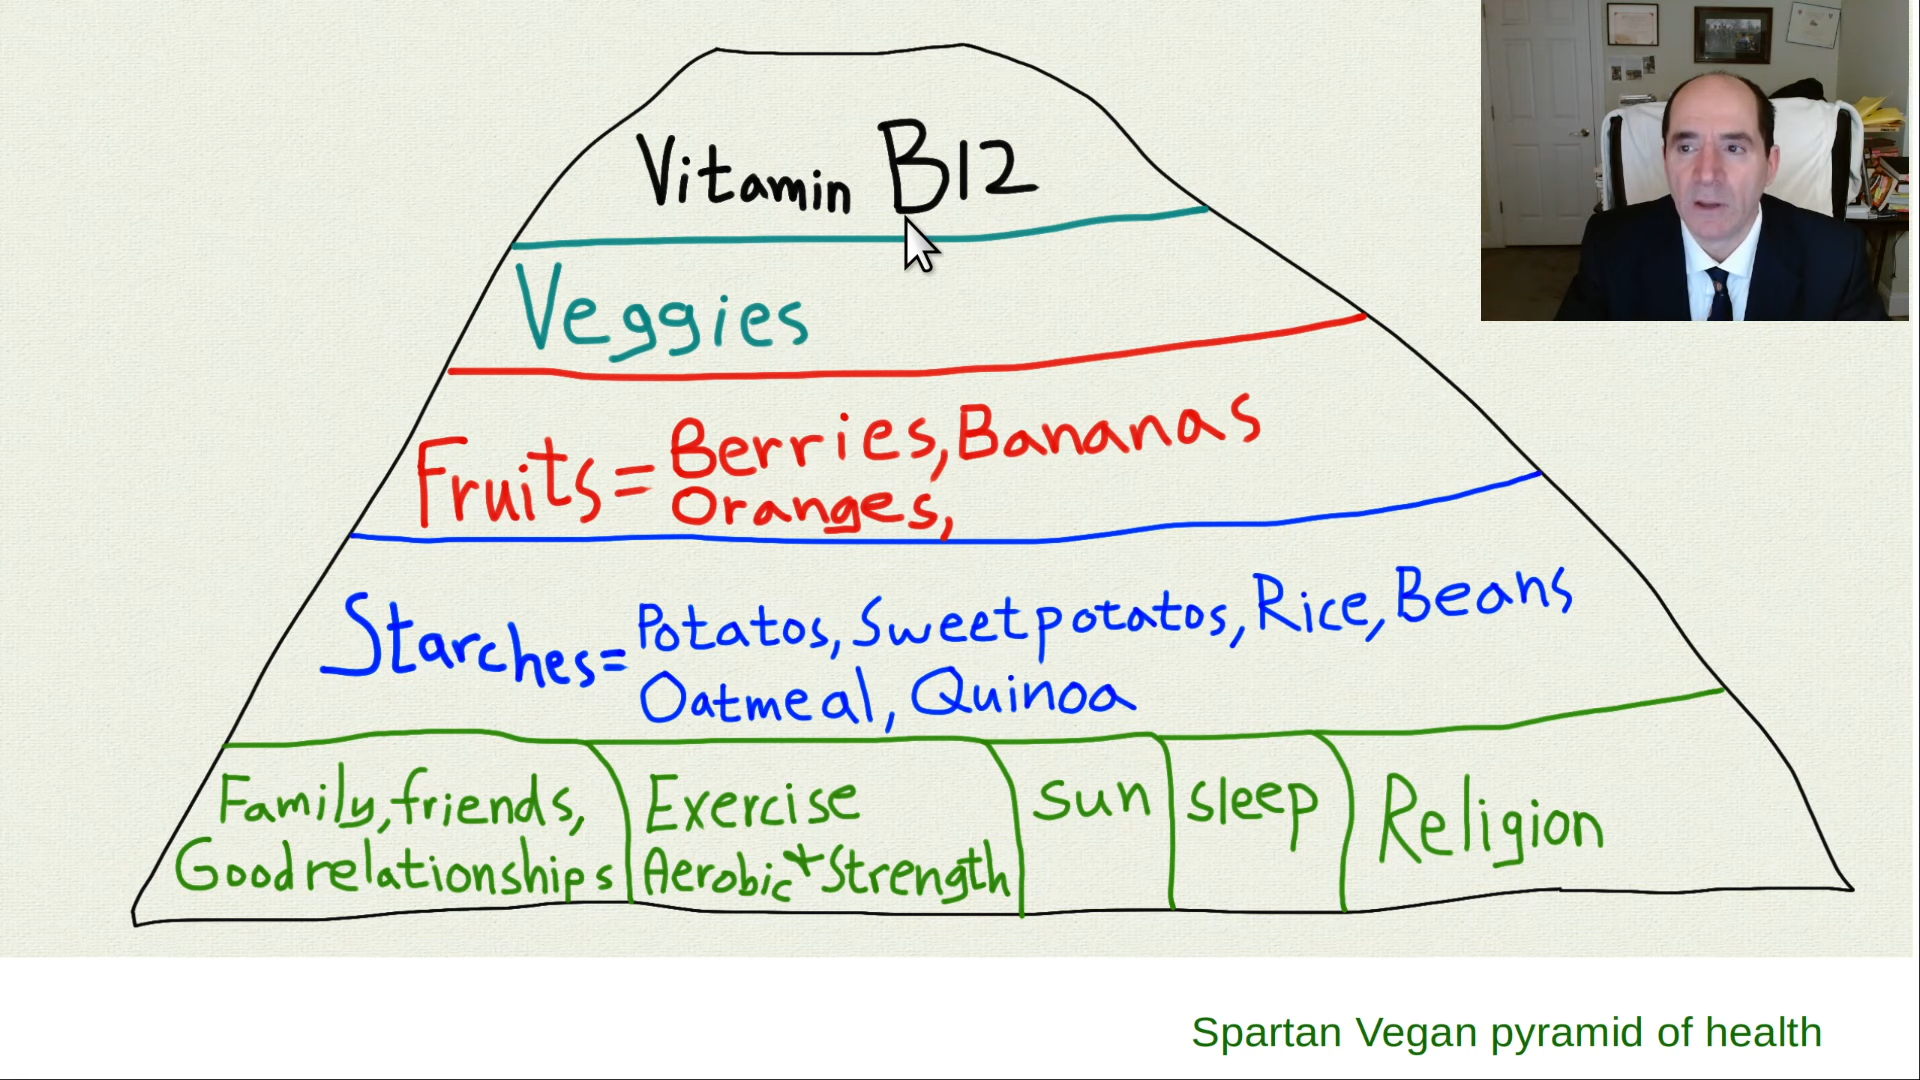 Vitamin B12
Veggies
Fruits = Berries, Bananas
Oranges,
Starches = Potatos, Sweetpotatos, Rice, Beans
Oatmeal, Quinoa
Family, friends,
Good relationships
Exercise
Aerobic + Strength
sun
sleep
Religion
Spartan Vegan pyramid of health